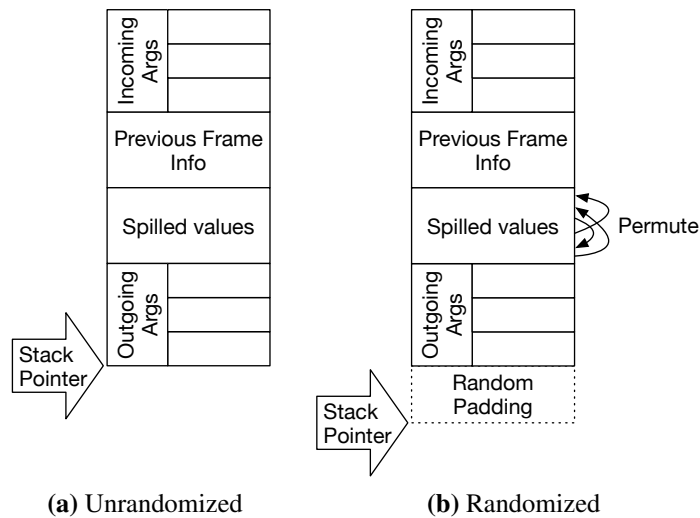 Incoming
Args
Previous Frame
Info
Spilled values
Outgoing
Args
Stack
Pointer
(a) Unrandomized
Incoming
Args
Previous Frame
Info
Spilled values
Permute
Outgoing
Args
Random
Padding
Stack
Pointer
(b) Randomized